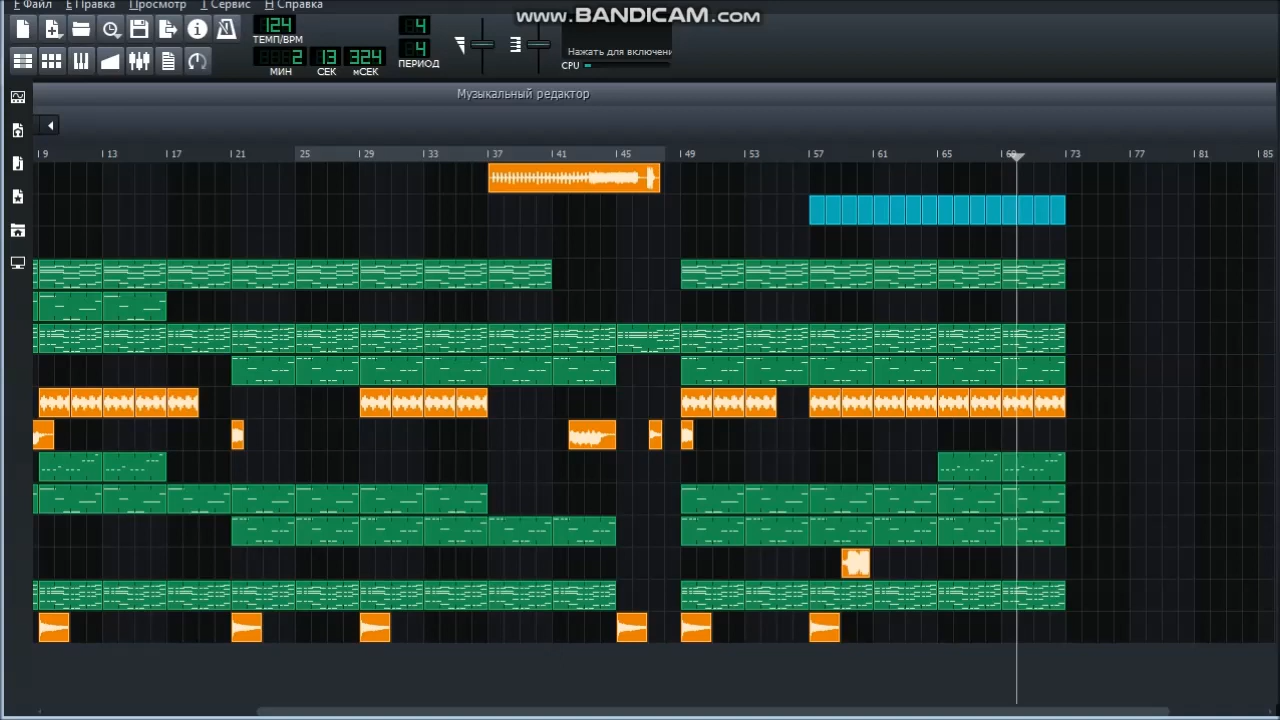 Файл Правка Просмотр Сервис Справка
www.BANDICAM.com
124
ТЕМП/BPM
2 13 324
МИН СЕК мСЕК
4
4
ПЕРИОД
Нажать для включени
CPU
Музыкальный редактор
9 13 17 21 25 29 33 37 41 45 49 53 57 61 65 69 73 77 81 85